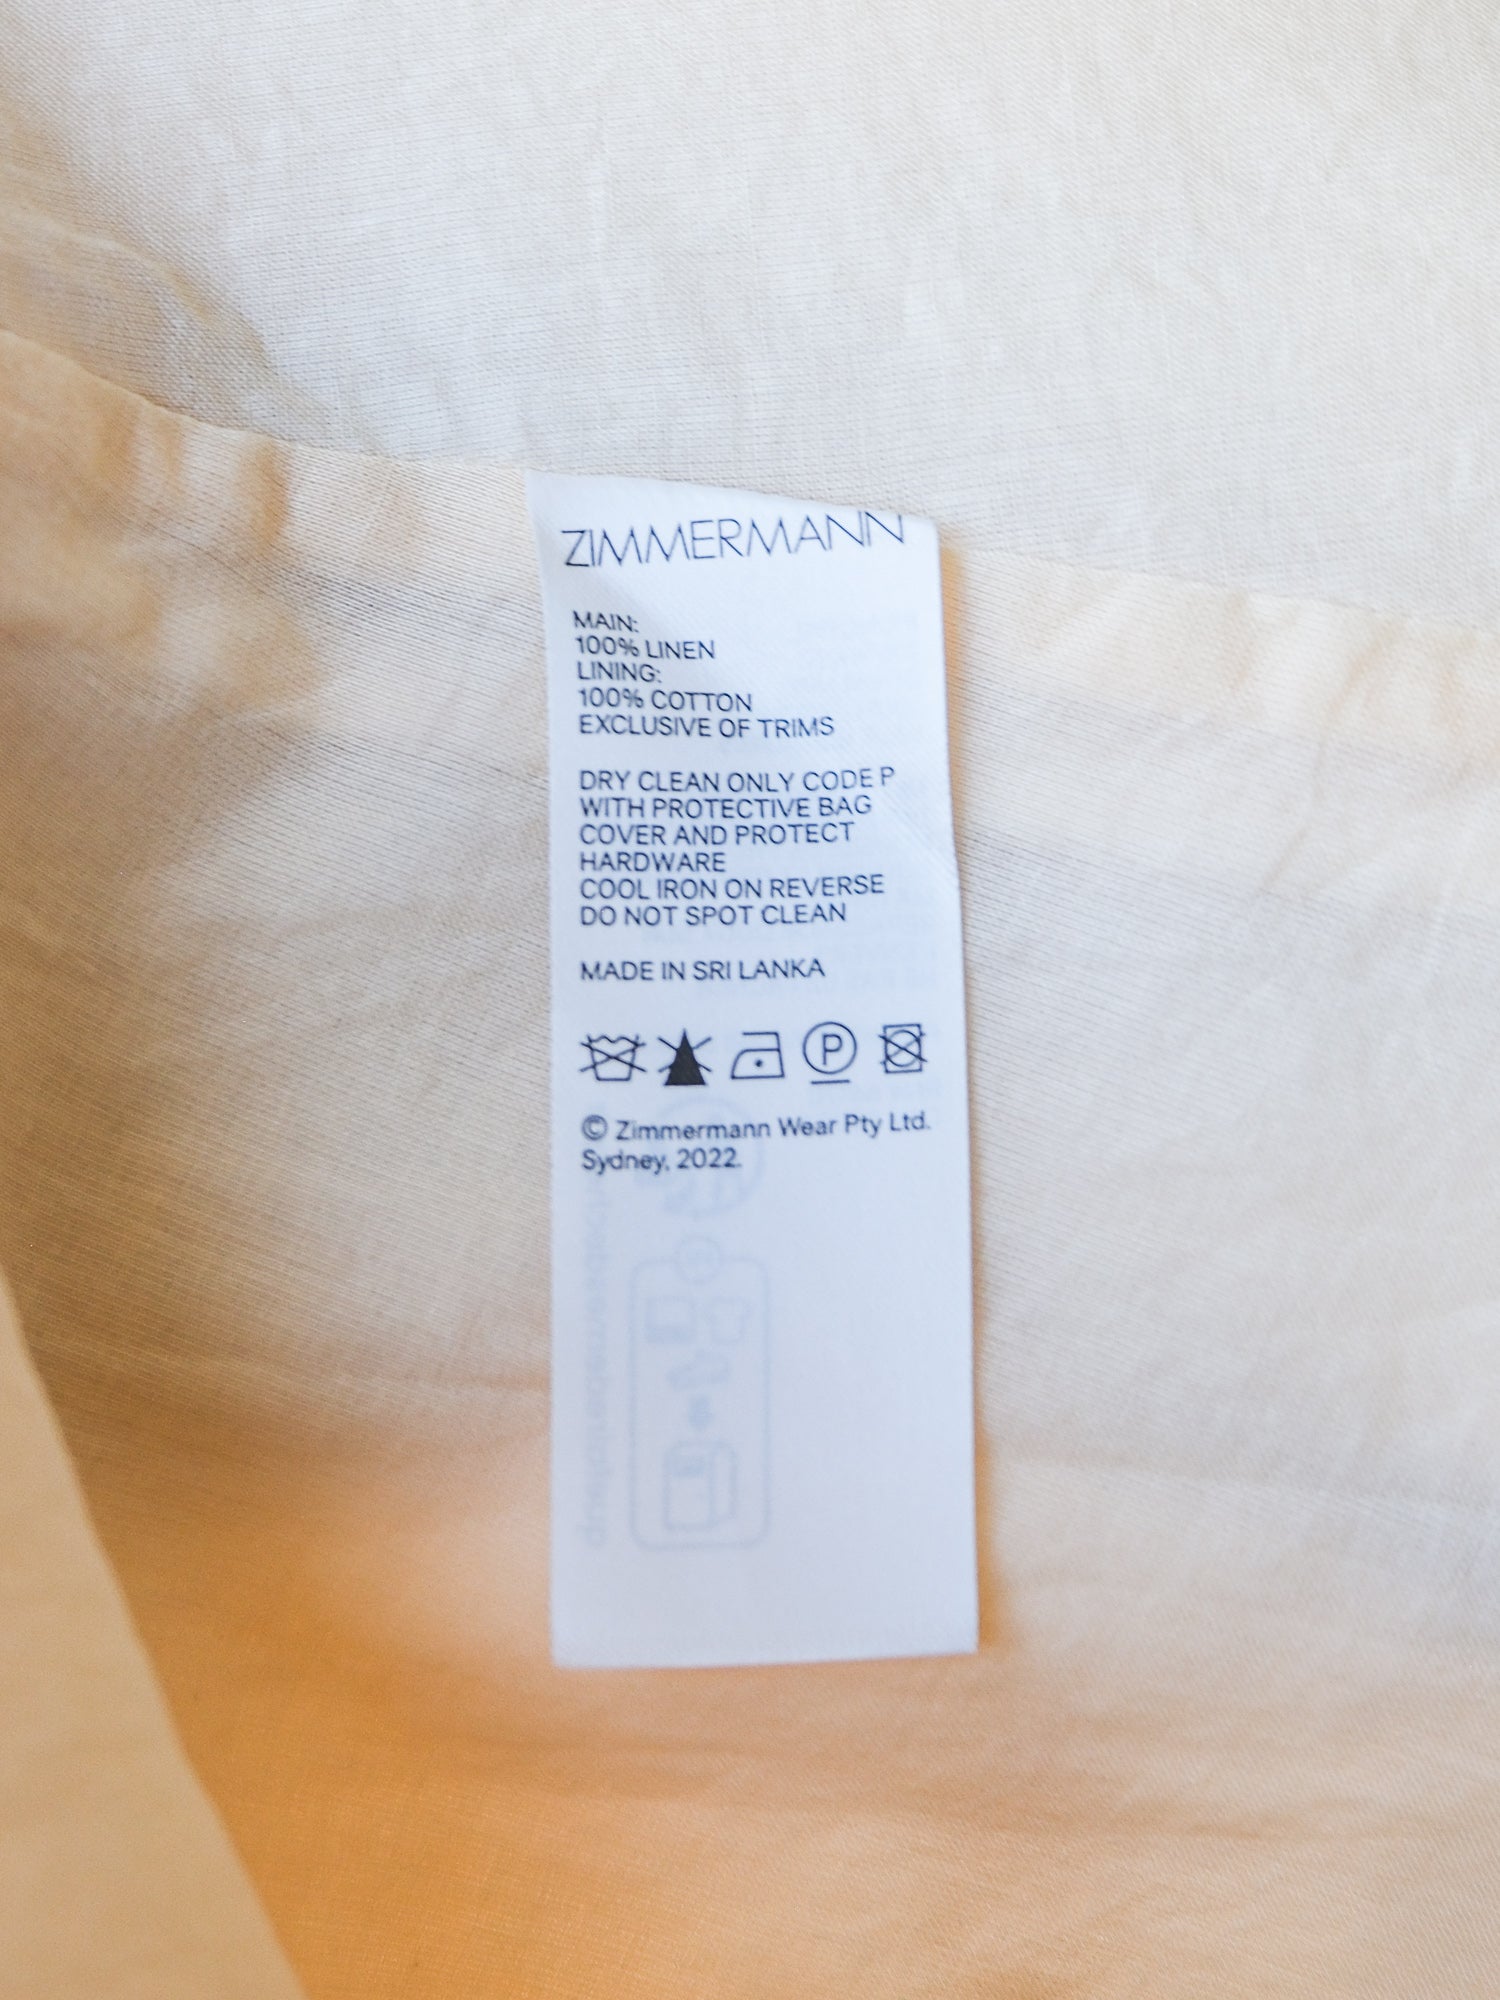 ZIMMERMANN
MAIN:
100% LINEN
LINING:
100% COTTON
EXCLUSIVE OF TRIMS
DRY CLEAN ONLY CODE P
WITH PROTECTIVE BAG
COVER AND PROTECT
HARDWARE
COOL IRON ON REVERSE
DO NOT SPOT CLEAN
MADE IN SRI LANKA
P
© Zimmermann Wear Pty Ltd.
Sydney, 2022.